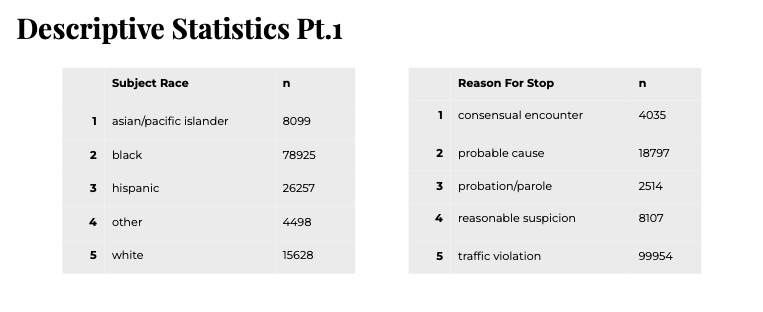 Descriptive Statistics Pt.1
Subject Race n
1 asian/pacific islander 8099
2 black 78925
3 hispanic 26257
4 other 4498
5 white 15628
Reason For Stop n
1 consensual encounter 4035
2 probable cause 18797
3 probation/parole 2514
4 reasonable suspicion 8107
5 traffic violation 99954